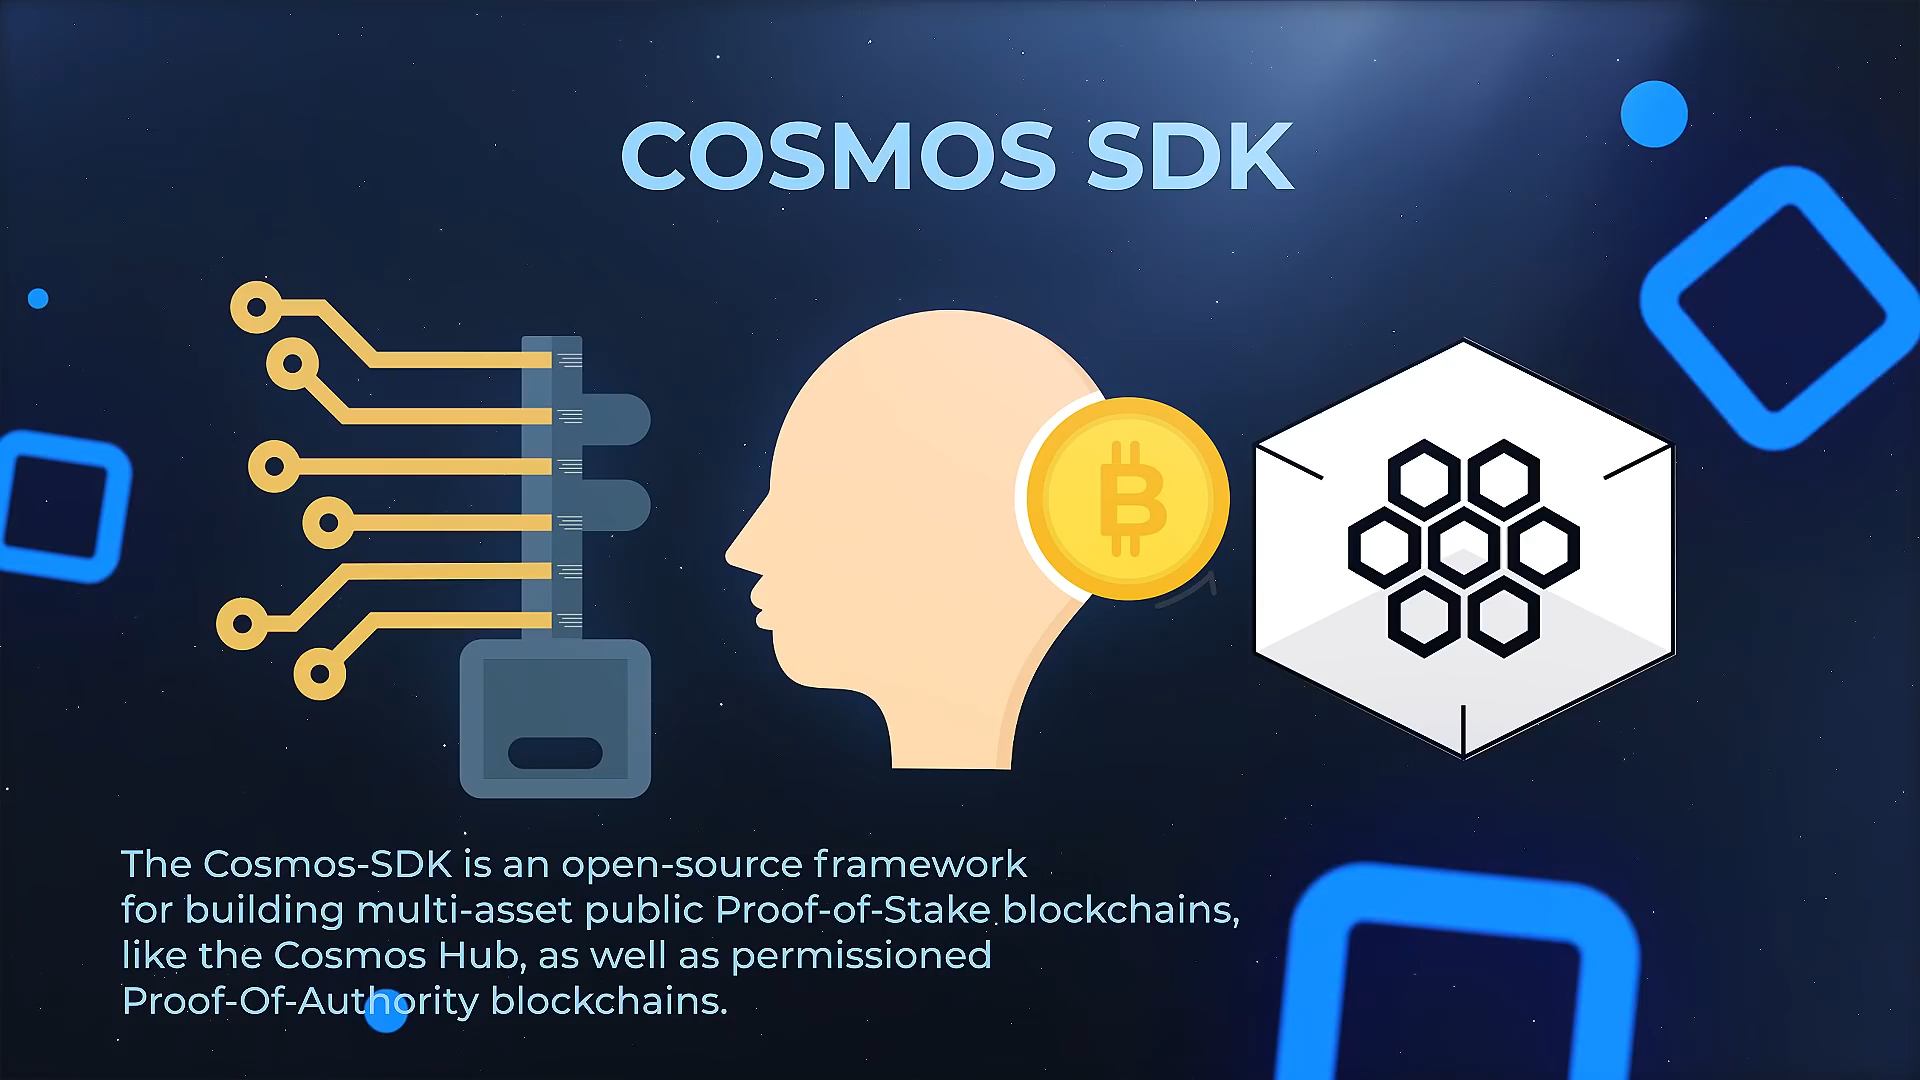 COSMOS SDK
The Cosmos-SDK is an open-source framework
for building multi-asset public Proof-of-Stake blockchains,
like the Cosmos Hub, as well as permissioned
Proof-Of-Authority blockchains.